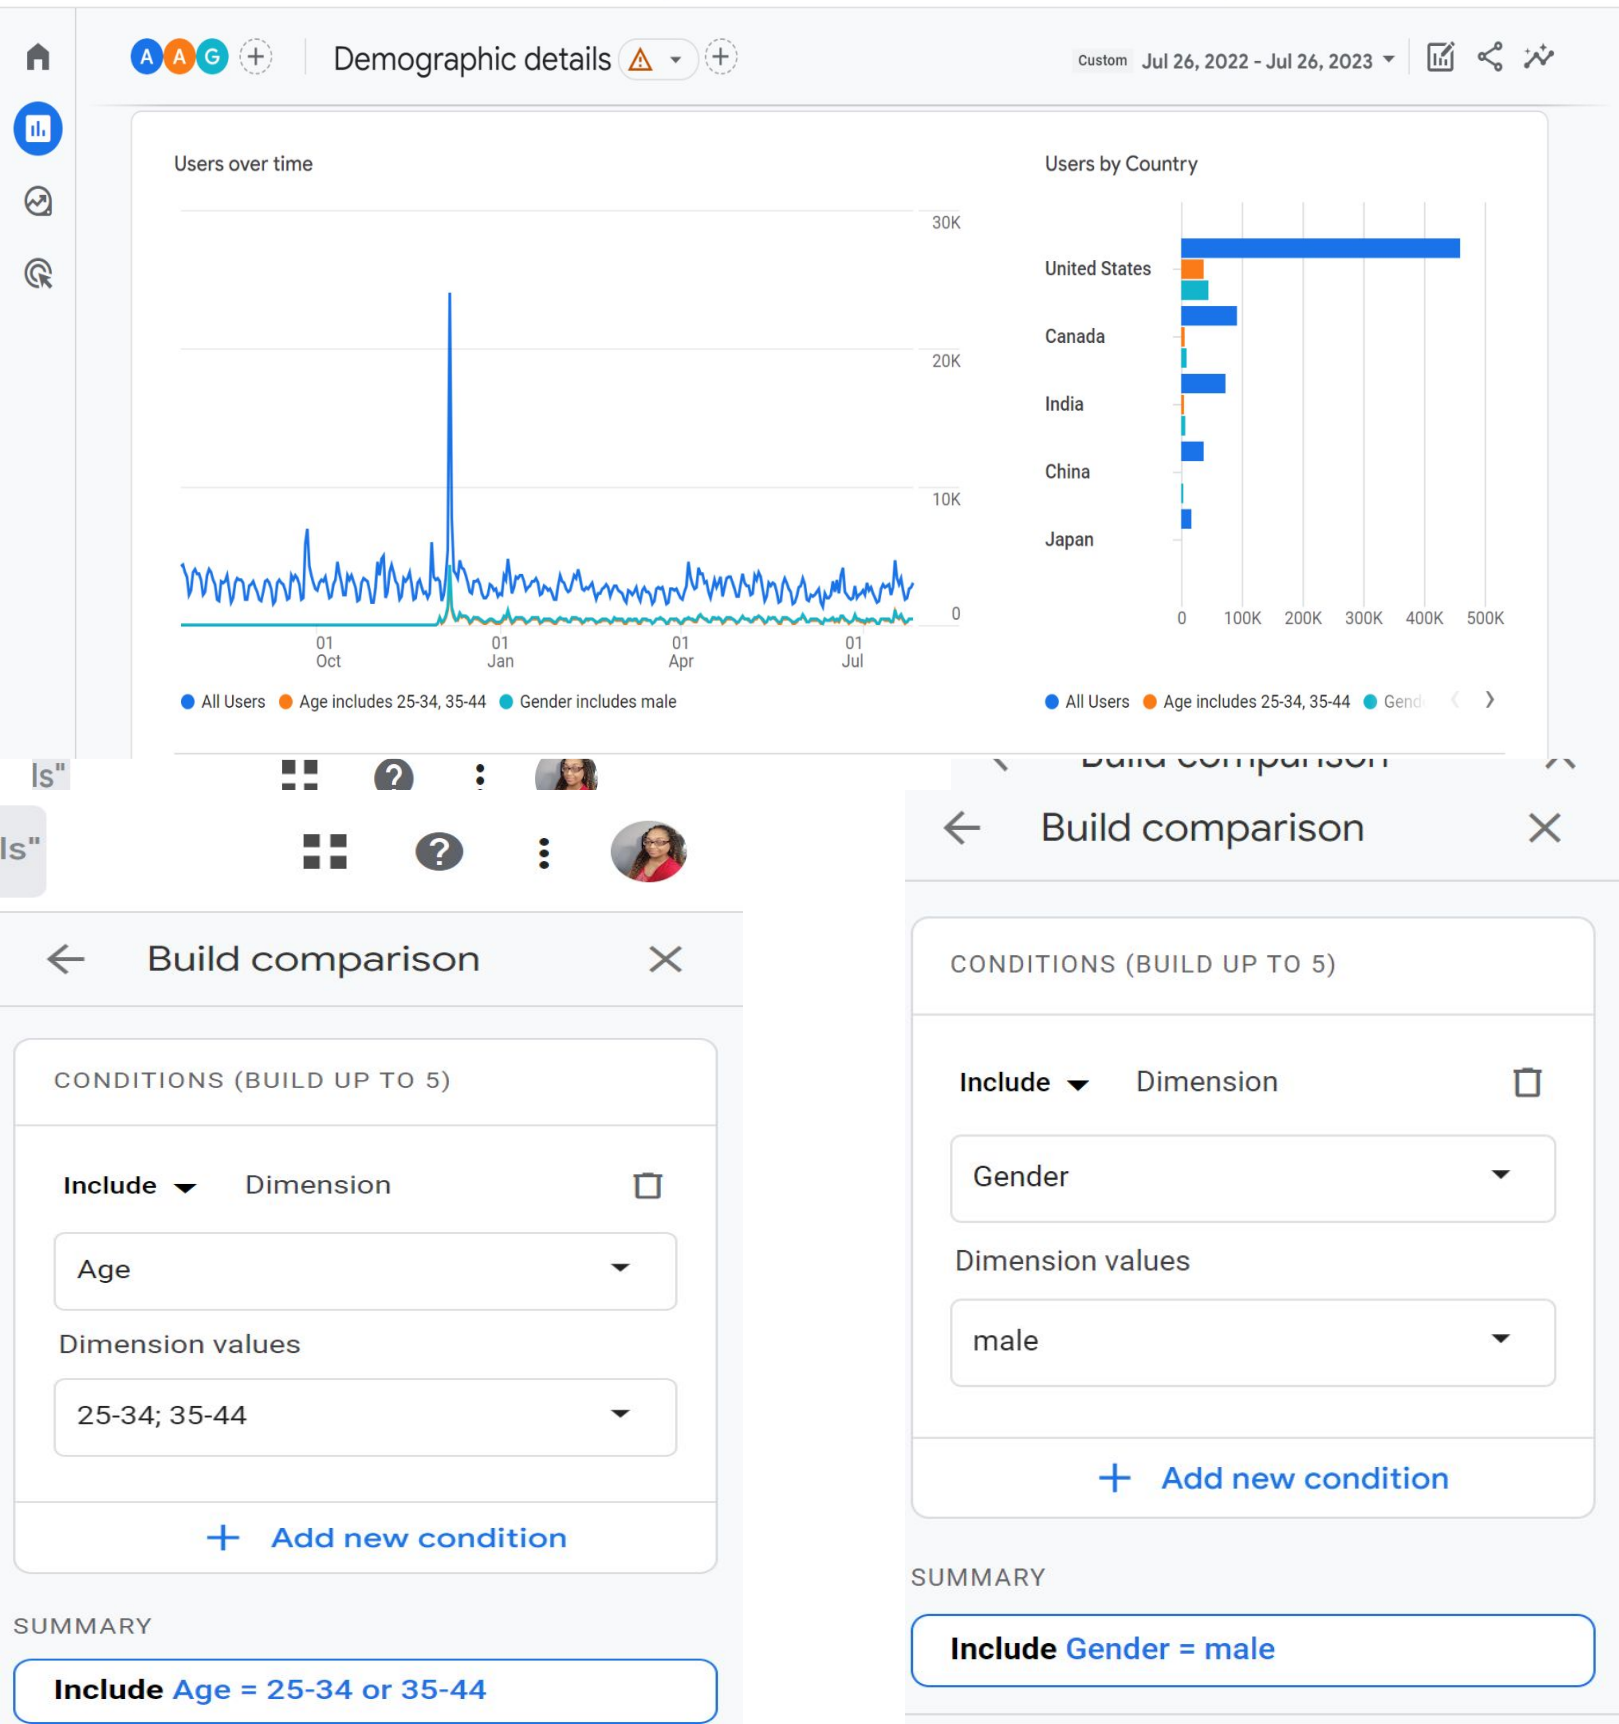 A A G Demographic details Custom Jul 26, 2022 - Jul 26, 2023
Users over time
30K
20K
10K
0
01 Oct
01 Jan
01 Apr
01 Jul
All Users Age includes 25-34, 35-44 Gender includes male
Users by Country
United States
Canada
India
China
Japan
0 100K 200K 300K 400K 500K
All Users Age includes 25-34, 35-44 Gend
ls" ?
Build comparison
ls" ?
Build comparison
CONDITIONS (BUILD UP TO 5)
Include Dimension
Age
Dimension values
25-34; 35-44
+ Add new condition
SUMMARY
Include Age = 25-34 or 35-44
Build comparison
CONDITIONS (BUILD UP TO 5)
Include Dimension
Gender
Dimension values
male
+ Add new condition
SUMMARY
Include Gender = male